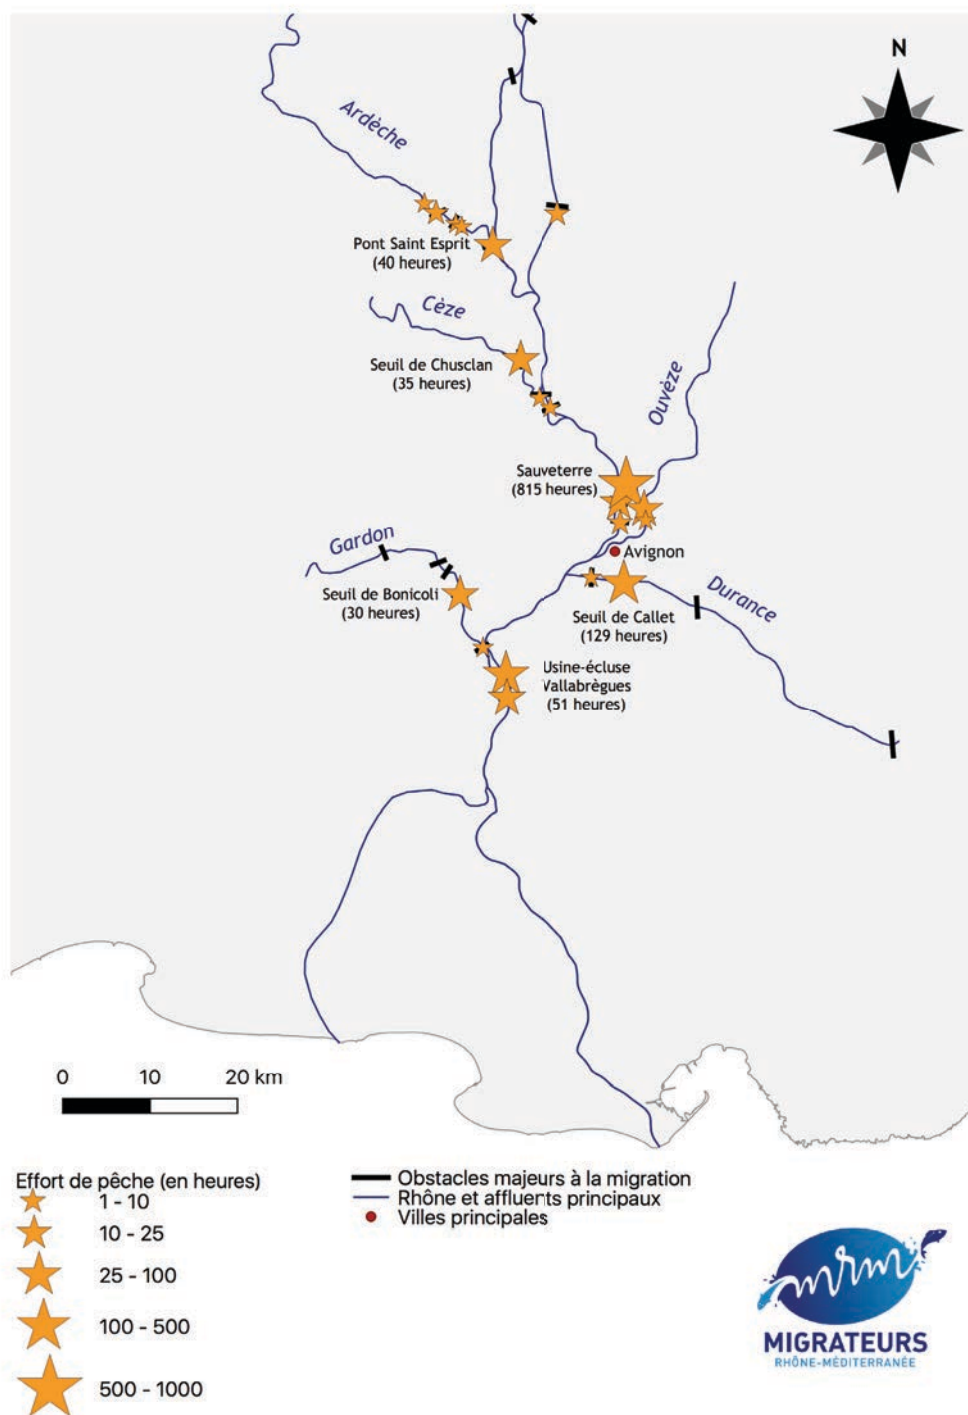 N
Ardèche
Pont Saint Esprit
(40 heures)
Cèze
Seuil de Chusclan
(35 heures)
Ouvèze
Sauveterre
(815 heures)
Gardon
Avignon
Seuil de Bonicoli
(30 heures)
Seuil de Callet
(129 heures)
Durance
Usine-écluse
Vallabrègues
(51 heures)
0 10 20 km
Effort de pêche (en heures)
1 - 10
10 - 25
25 - 100
100 - 500
500 - 1000
Obstacles majeurs à la migration
Rhône et affluents principaux
Villes principales
mrm
MIGRATEURS
RHÔNE-MÉDITERRANÉE